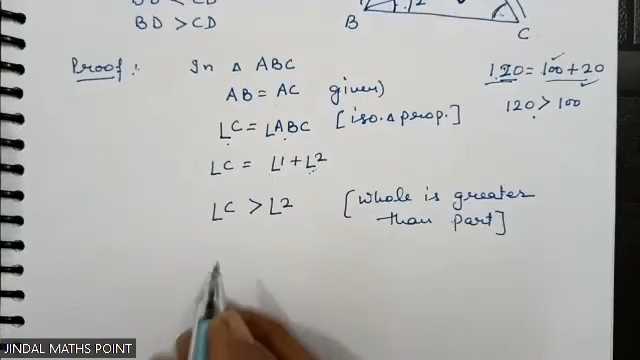 BD > CD
B
C
Proof :
In △ ABC
AB = AC given)
∠C = ∠ABC [iso. △ prop.]
∠C = ∠1 + ∠2
∠C > ∠2 [whole is greater
than part]
120 = 100 + 20
120 > 100
JINDAL MATHS POINT